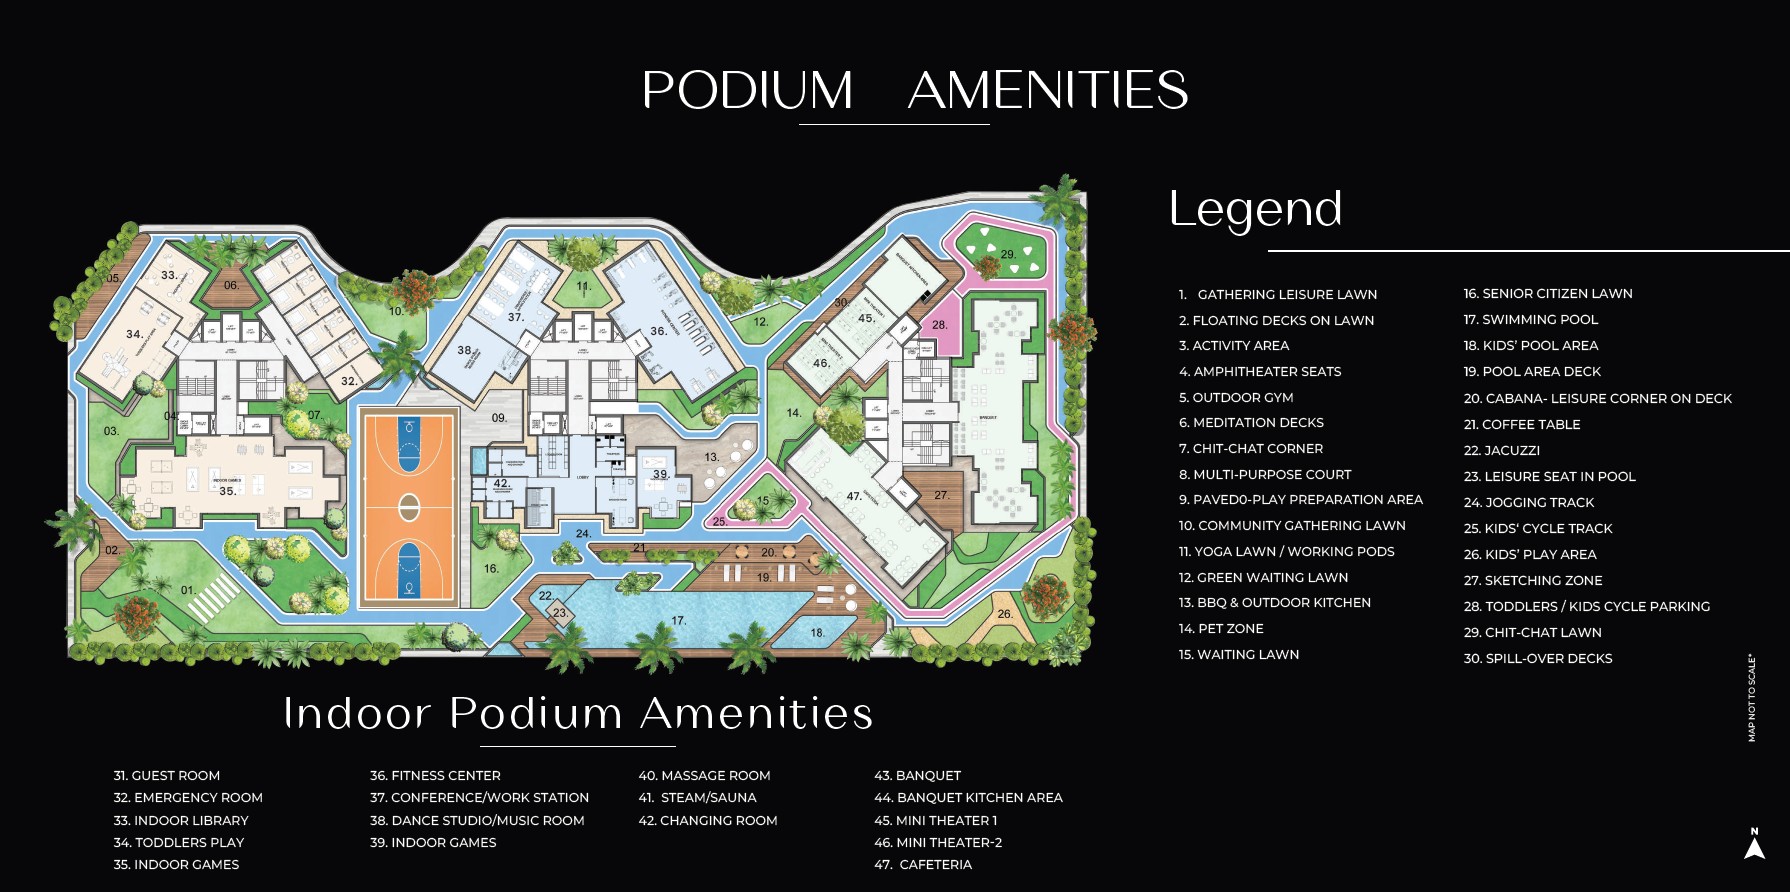 PODIUM AMENITIES
Legend
1. GATHERING LEISURE LAWN
2. FLOATING DECKS ON LAWN
3. ACTIVITY AREA
4. AMPHITHEATER SEATS
5. OUTDOOR GYM
6. MEDITATION DECKS
7. CHIT-CHAT CORNER
8. MULTI-PURPOSE COURT
9. PAVED0-PLAY PREPARATION AREA
10. COMMUNITY GATHERING LAWN
11. YOGA LAWN / WORKING PODS
12. GREEN WAITING LAWN
13. BBQ & OUTDOOR KITCHEN
14. PET ZONE
15. WAITING LAWN
16. SENIOR CITIZEN LAWN
17. SWIMMING POOL
18. KIDS’ POOL AREA
19. POOL AREA DECK
20. CABANA- LEISURE CORNER ON DECK
21. COFFEE TABLE
22. JACUZZI
23. LEISURE SEAT IN POOL
24. JOGGING TRACK
25. KIDS‘ CYCLE TRACK
26. KIDS’ PLAY AREA
27. SKETCHING ZONE
28. TODDLERS / KIDS CYCLE PARKING
29. CHIT-CHAT LAWN
30. SPILL-OVER DECKS
MAP NOT TO SCALE*
N
05.
33.
06.
34.
32.
10.
03.
04.
07.
INDOOR GAMES
35.
02.
01.
11.
37.
36.
38.
09.
12.
13.
LOBBY
39.
42.
24.
21.
20.
19.
16.
22.
23.
17.
18.
15
25.
14.
29.
30.
BANQUET KITCHEN AREA
45.
28.
46.
BANQUET
47.
27.
26.
Indoor Podium Amenities
31. GUEST ROOM
32. EMERGENCY ROOM
33. INDOOR LIBRARY
34. TODDLERS PLAY
35. INDOOR GAMES
36. FITNESS CENTER
37. CONFERENCE/WORK STATION
38. DANCE STUDIO/MUSIC ROOM
39. INDOOR GAMES
40. MASSAGE ROOM
41. STEAM/SAUNA
42. CHANGING ROOM
43. BANQUET
44. BANQUET KITCHEN AREA
45. MINI THEATER 1
46. MINI THEATER-2
47. CAFETERIA